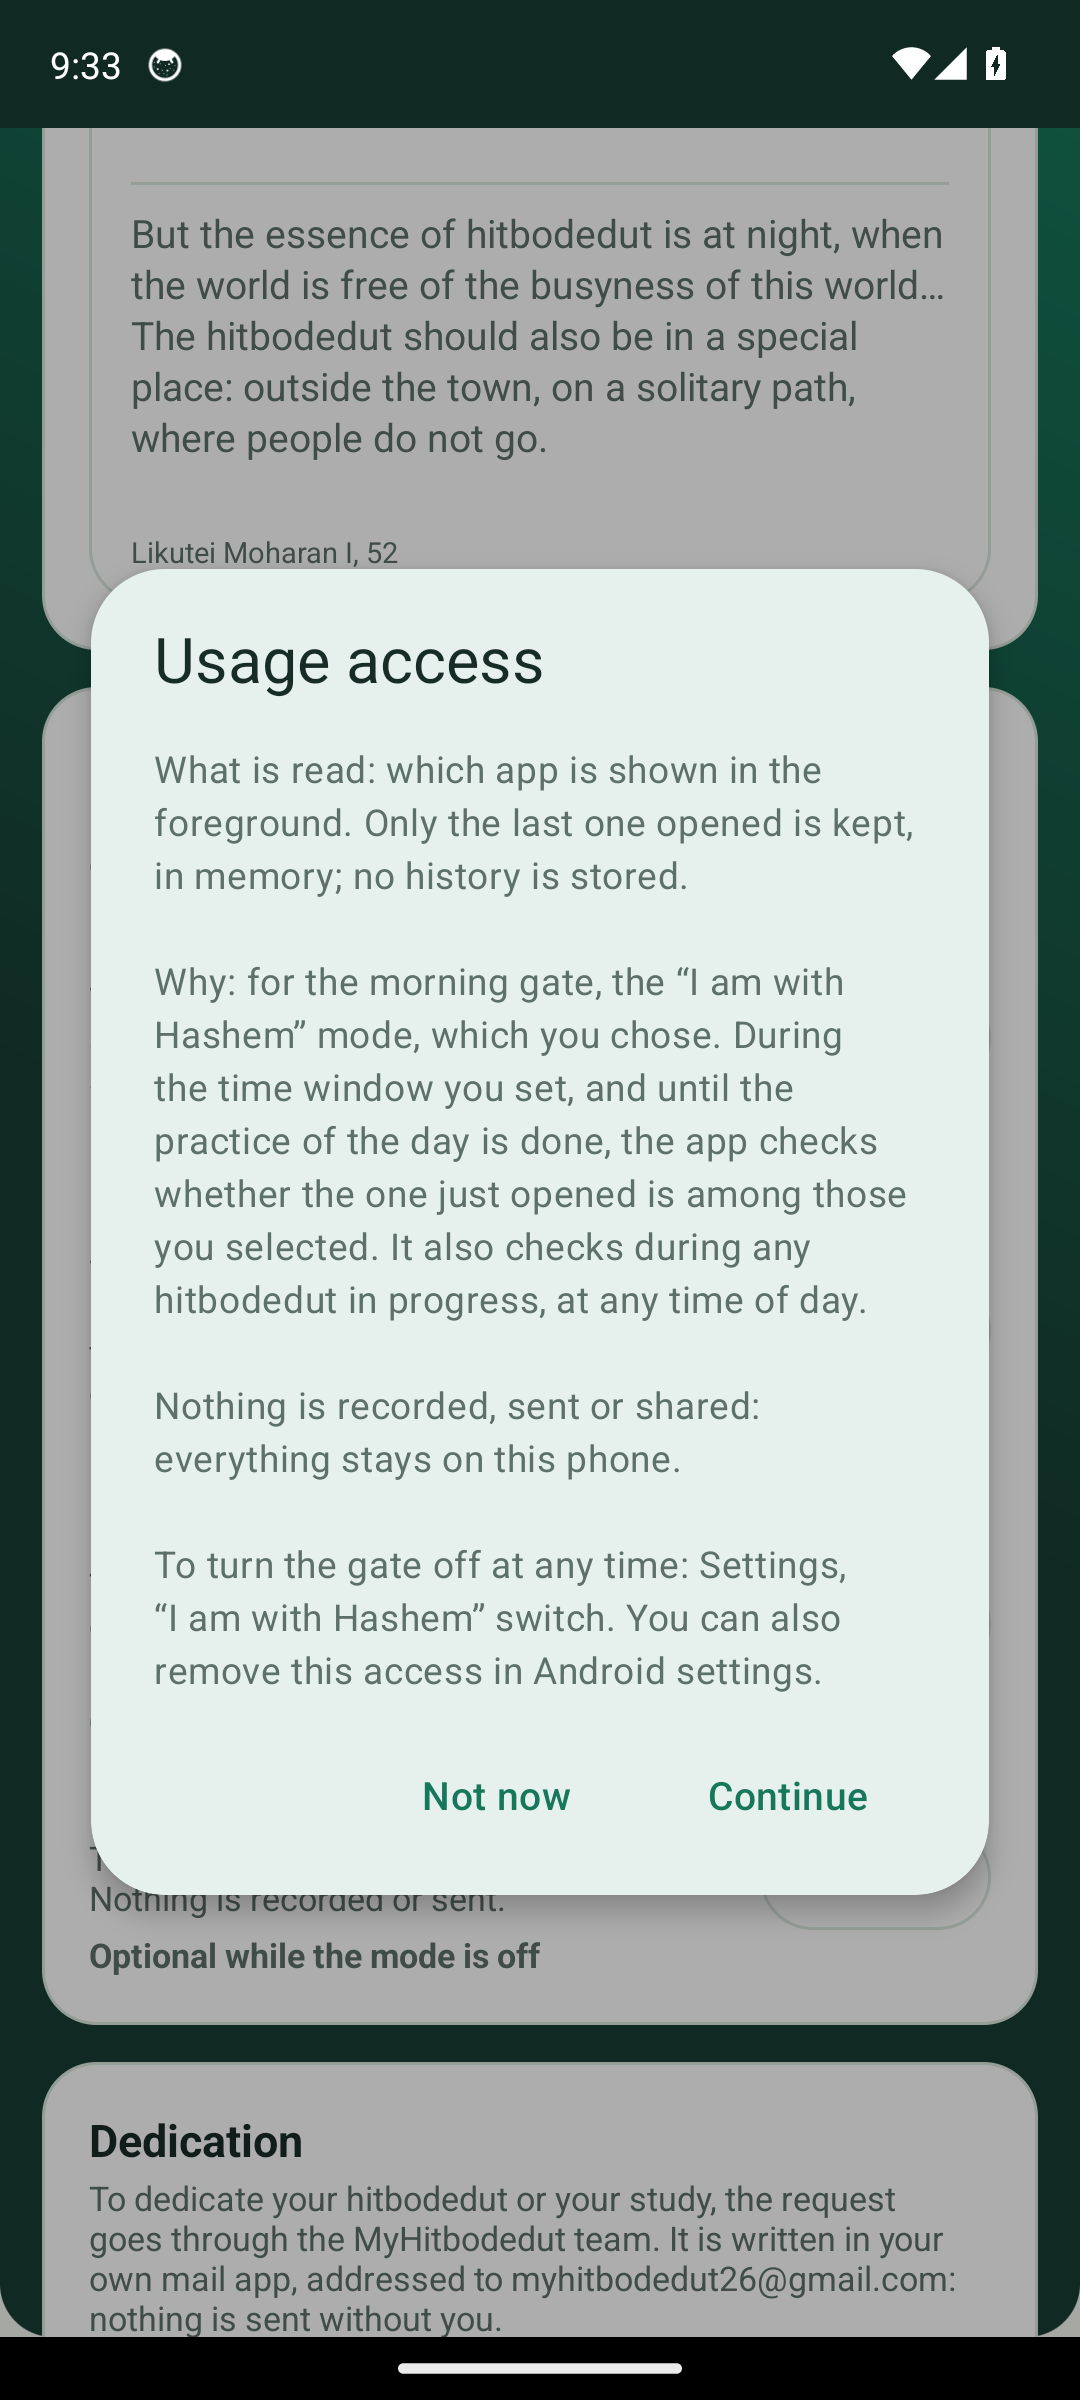 9:33
But the essence of hitbodedut is at night, when
the world is free of the busyness of this world…
The hitbodedut should also be in a special
place: outside the town, on a solitary path,
where people do not go.
Likutei Moharan I, 52
Usage access
What is read: which app is shown in the
foreground. Only the last one opened is kept,
in memory; no history is stored.
Why: for the morning gate, the “I am with
Hashem” mode, which you chose. During
the time window you set, and until the
practice of the day is done, the app checks
whether the one just opened is among those
you selected. It also checks during any
hitbodedut in progress, at any time of day.
Nothing is recorded, sent or shared:
everything stays on this phone.
To turn the gate off at any time: Settings,
“I am with Hashem” switch. You can also
remove this access in Android settings.
Not now Continue
Nothing is recorded or sent.
Optional while the mode is off
Dedication
To dedicate your hitbodedut or your study, the request
goes through the MyHitbodedut team. It is written in your
own mail app, addressed to myhitbodedut26@gmail.com:
nothing is sent without you.